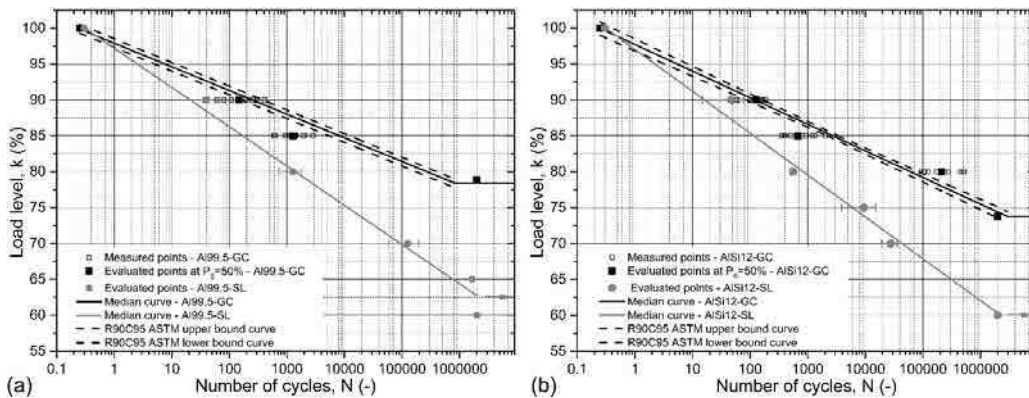 100
95
90
85
80
75
70
65
60
55
Load level, k (%)
Measured points - Al99.5-GC
Evaluated points at Ps=50% - Al99.5-GC
Evaluated points - Al99.5-SL
Median curve - Al99.5-GC
Median curve - Al99.5-SL
R90C95 ASTM upper bound curve
R90C95 ASTM lower bound curve
0.1 1 10 100 1000 10000 100000 1000000
(a) Number of cycles, N (-)
100
95
90
85
80
75
70
65
60
55
Load level, k (%)
Measured points - AlSi12-GC
Evaluated points at Ps=50% - AlSi12-GC
Evaluated points - AlSi12-SL
Median curve - AlSi12-GC
Median curve - AlSi12-SL
R90C95 ASTM upper bound curve
R90C95 ASTM lower bound curve
0.1 1 10 100 1000 10000 100000 1000000
(b) Number of cycles, N (-)